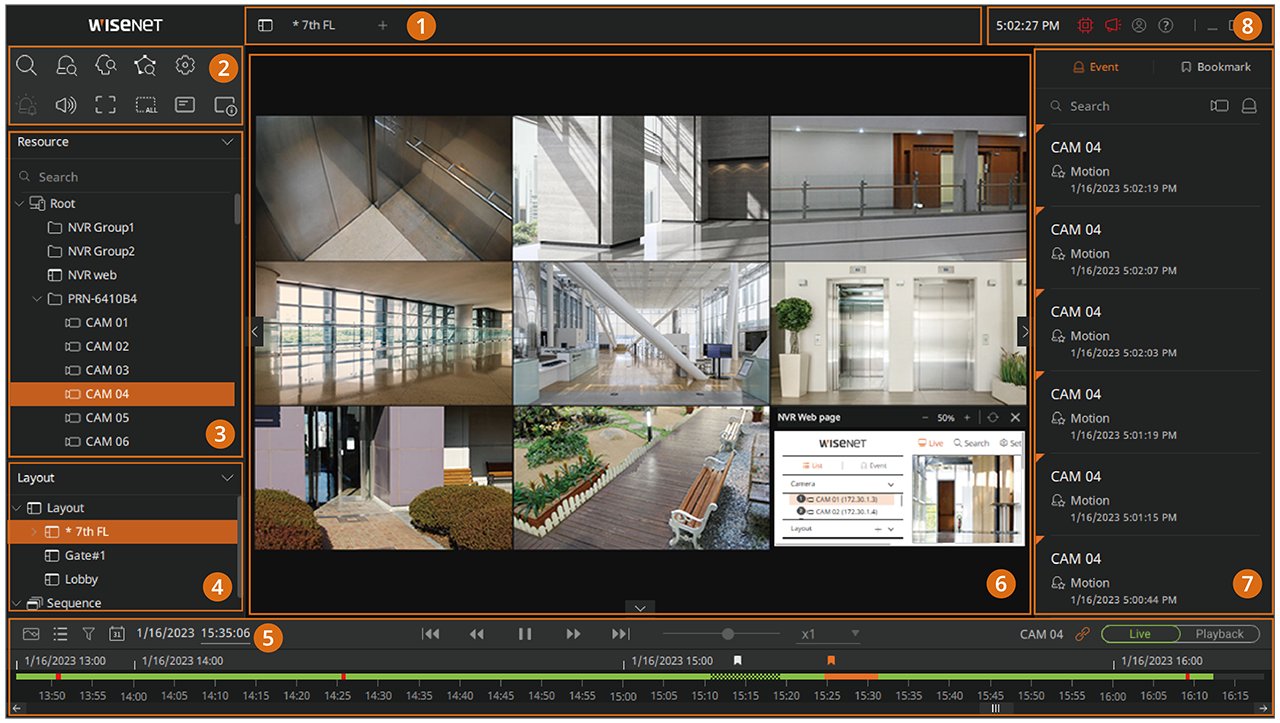 WISENET
* 7th FL +
1
5:02:27 PM
8
2
ALL
Resource
Search
Root
NVR Group1
NVR Group2
NVR web
PRN-6410B4
CAM 01
CAM 02
CAM 03
CAM 04
CAM 05
CAM 06
3
Layout
Layout
* 7th FL
Gate#1
Lobby
Sequence
4
NVR Web page
50%
WISENET
Live Search Set
List Event
Camera
1 CAM 01 (172.30.1.3)
2 CAM 02 (172.30.1.4)
Layout
6
Event Bookmark
Search
CAM 04
Motion
1/16/2023 5:02:19 PM
CAM 04
Motion
1/16/2023 5:02:07 PM
CAM 04
Motion
1/16/2023 5:02:03 PM
CAM 04
Motion
1/16/2023 5:01:19 PM
CAM 04
Motion
1/16/2023 5:01:15 PM
CAM 04
Motion
1/16/2023 5:00:44 PM
7
31 1/16/2023 15:35:06
5
x1
CAM 04 Live Playback
1/16/2023 13:00 1/16/2023 14:00 1/16/2023 15:00 1/16/2023 16:00
13:50 13:55 14:00 14:05 14:10 14:15 14:20 14:25 14:30 14:35 14:40 14:45 14:50 14:55 15:00 15:05 15:10 15:15 15:20 15:25 15:30 15:35 15:40 15:45 15:50 15:55 16:00 16:05 16:10 16:15